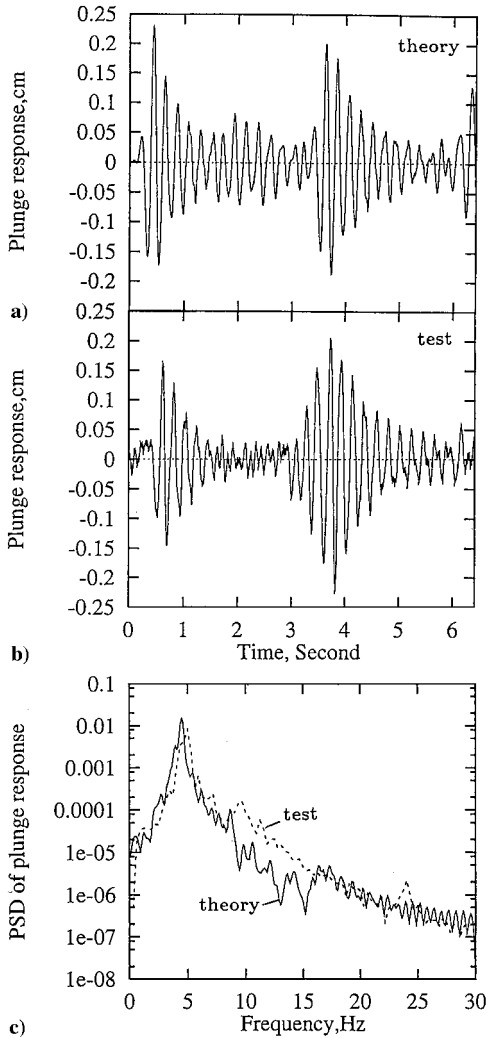 0.25
0.2
0.15
0.1
0.05
0
-0.05
-0.1
-0.15
-0.2
Plunge response,cm
theory
a)
0.25
0.2
0.15
0.1
0.05
0
-0.05
-0.1
-0.15
-0.2
-0.25
Plunge response,cm
test
0 1 2 3 4 5 6
b)
Time, Second
0.1
0.01
0.001
0.0001
1e-05
1e-06
1e-07
1e-08
PSD of plunge response
test
theory
0 5 10 15 20 25 30
c)
Frequency,Hz